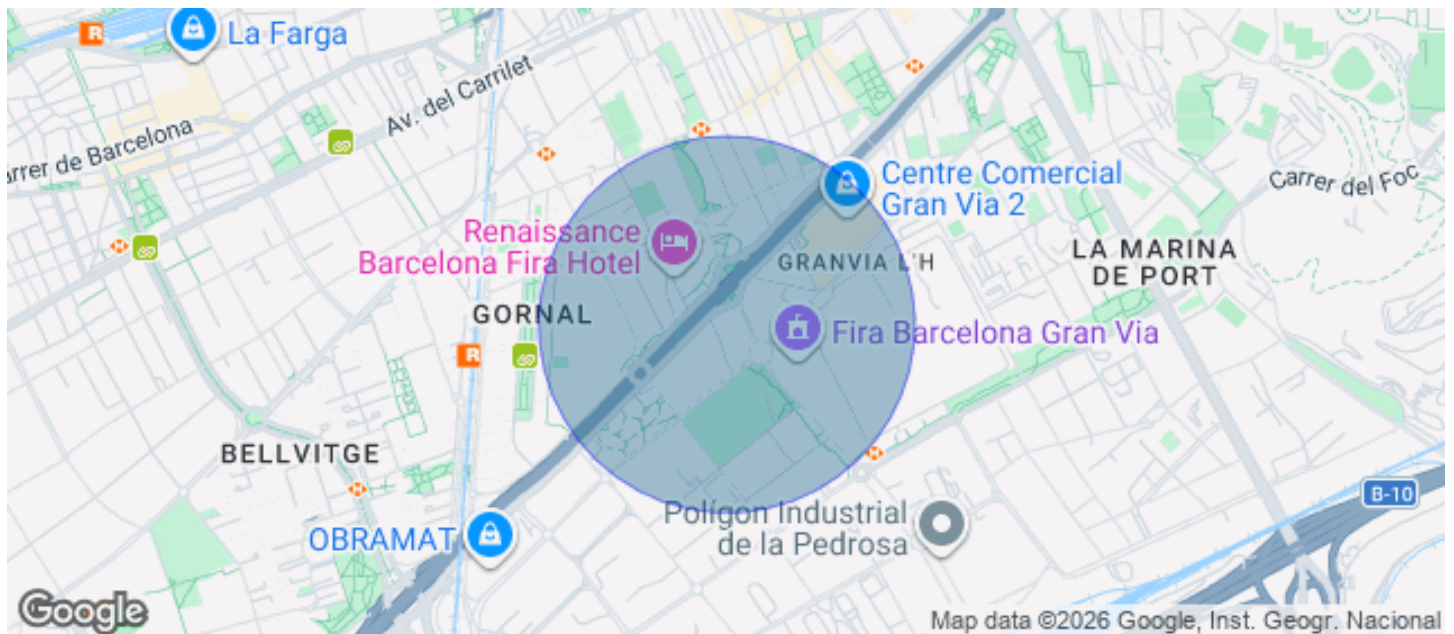 R
La Farga
Av. del Carrilet
arrer de Barcelona
Centre Comercial
Gran Via 2
Carrer del Foc
Renaissance
Barcelona Fira Hotel
GRANVIA L'H
LA MARINA
DE PORT
GORNAL
Fira Barcelona Gran Via
R
BELLVITGE
B-10
Polígon Industrial
de la Pedrosa
OBRAMAT
Google
Map data ©2026 Google, Inst. Geogr. Nacional